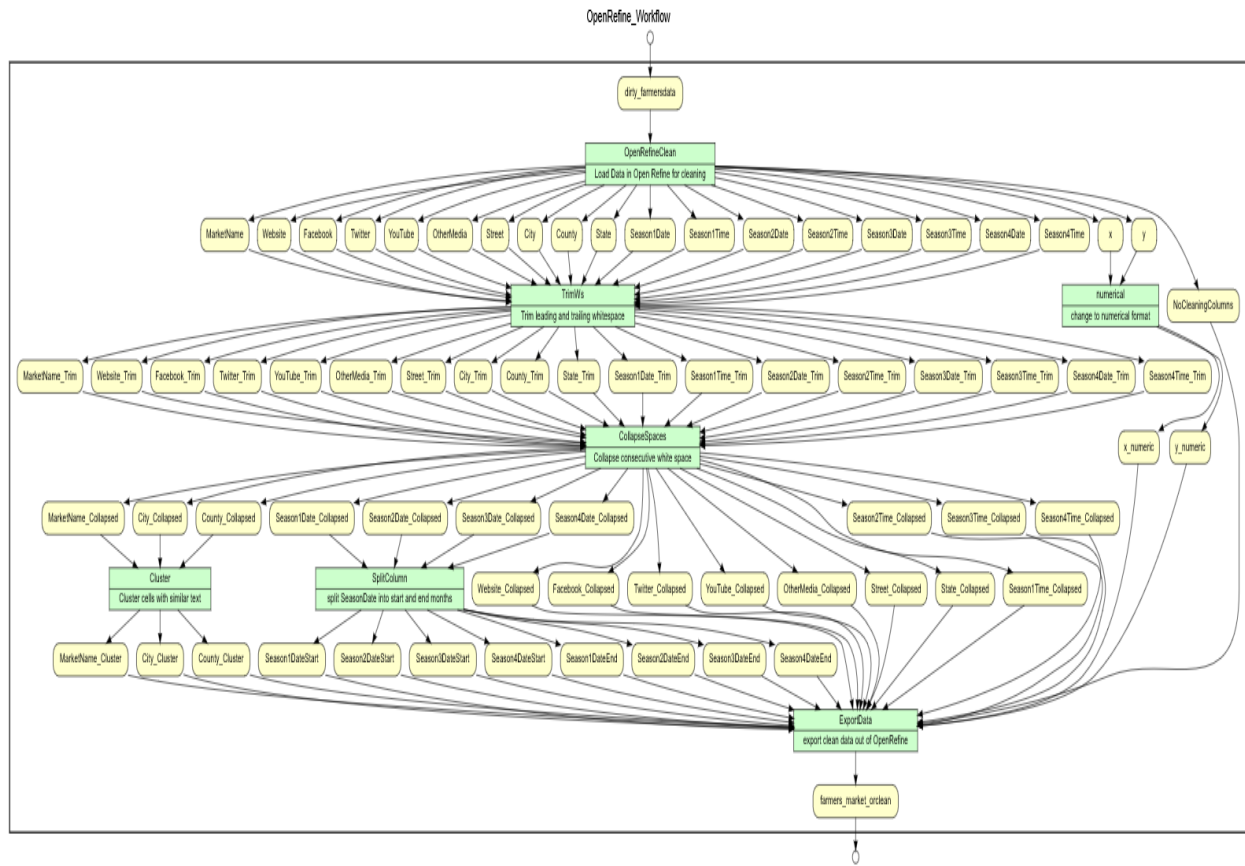 OpenRefine_Workflow
dirty_farmersdata
OpenRefineClean
Load Data in Open Refine for cleaning
MarketName
Website
Facebook
Twitter
YouTube
OtherMedia
Street
City
County
State
Season1Date
Season1Time
Season2Date
Season2Time
Season3Date
Season3Time
Season4Date
Season4Time
x
y
TrimWs
Trim leading and trailing whitespace
numerical
change to numerical format
NoCleaningColumns
MarketName_Trim
Website_Trim
Facebook_Trim
Twitter_Trim
YouTube_Trim
OtherMedia_Trim
Street_Trim
City_Trim
County_Trim
State_Trim
Season1Date_Trim
Season1Time_Trim
Season2Date_Trim
Season2Time_Trim
Season3Date_Trim
Season3Time_Trim
Season4Date_Trim
Season4Time_Trim
CollapseSpaces
Collapse consecutive white space
x_numeric
y_numeric
MarketName_Collapsed
City_Collapsed
County_Collapsed
Season1Date_Collapsed
Season2Date_Collapsed
Season3Date_Collapsed
Season4Date_Collapsed
Season2Time_Collapsed
Season3Time_Collapsed
Season4Time_Collapsed
Cluster
Cluster cells with similar text
SplitColumn
split SeasonDate into start and end months
Website_Collapsed
Facebook_Collapsed
Twitter_Collapsed
YouTube_Collapsed
OtherMedia_Collapsed
Street_Collapsed
State_Collapsed
Season1Time_Collapsed
MarketName_Cluster
City_Cluster
County_Cluster
Season1DateStart
Season2DateStart
Season3DateStart
Season4DateStart
Season1DateEnd
Season2DateEnd
Season3DateEnd
Season4DateEnd
ExportData
export clean data out of OpenRefine
farmers_market_orclean